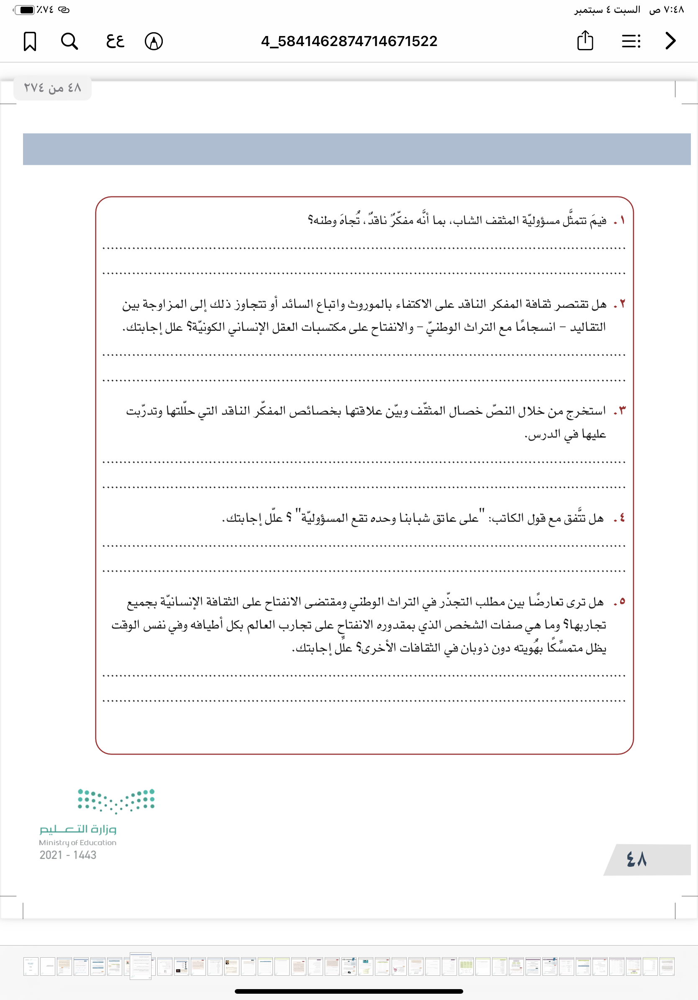 ٧:٤٨ ص السبت ٤ سبتمبر
٪٧٤
عع
4_5841462874714671522
٤٨ من ٢٧٤
١. فيمَ تتمثَّل مسؤوليّة المثقف الشاب، بما أنَّه مفكّرٌ ناقدٌ، تُجاهَ وطنه؟
٢. هل تقتصر ثقافة المفكر الناقد على الاكتفاء بالموروث واتباع السائد أو تتجاوز ذلك إلى المزاوجة بين
التقاليد – انسجامًا مع التراث الوطنيّ – والانفتاح على مكتسبات العقل الإنساني الكونيّة؟ علل إجابتك.
٣. استخرج من خلال النصّ خصال المثقّف وبيّن علاقتها بخصائص المفكّر الناقد التي حلّلتها وتدرّبت
عليها في الدرس.
٤. هل تتَّفق مع قول الكاتب: "على عاتق شبابنا وحده تقع المسؤوليّة" ؟ علّل إجابتك.
٥. هل ترى تعارضًا بين مطلب التجذّر في التراث الوطني ومقتضى الانفتاح على الثقافة الإنسانيّة بجميع
تجاربها؟ وما هي صفات الشخص الذي بمقدوره الانفتاح على تجارب العالم بكل أطيافه وفي نفس الوقت
يظل متمسِّكًا بهُويته دون ذوبان في الثقافات الأخرى؟ علِّل إجابتك.
وزارة التعليم
Ministry of Education
2021 - 1443
٤٨